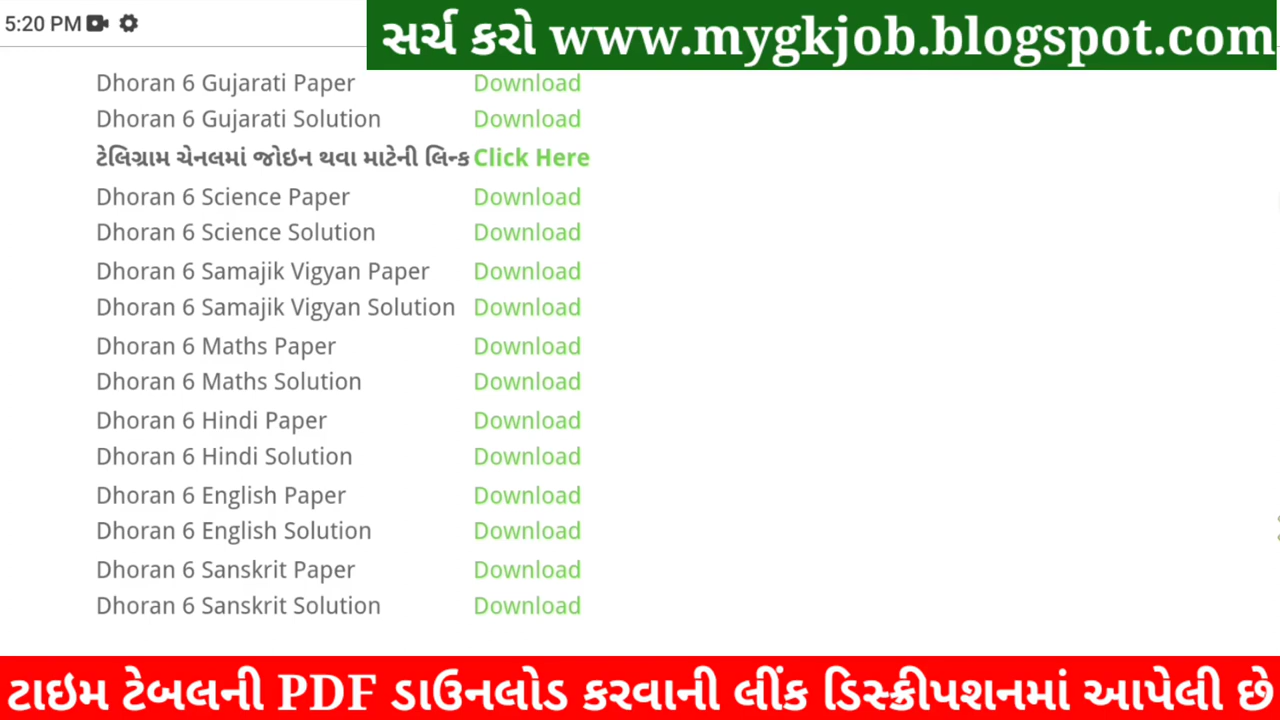 5:20 PM
સર્ચ કરો www.mygkjob.blogspot.com
Dhoran 6 Gujarati Paper Download
Dhoran 6 Gujarati Solution Download
ટેલિગ્રામ ચેનલમાં જોઇન થવા માટેની લિન્ક Click Here
Dhoran 6 Science Paper Download
Dhoran 6 Science Solution Download
Dhoran 6 Samajik Vigyan Paper Download
Dhoran 6 Samajik Vigyan Solution Download
Dhoran 6 Maths Paper Download
Dhoran 6 Maths Solution Download
Dhoran 6 Hindi Paper Download
Dhoran 6 Hindi Solution Download
Dhoran 6 English Paper Download
Dhoran 6 English Solution Download
Dhoran 6 Sanskrit Paper Download
Dhoran 6 Sanskrit Solution Download
ટાઇમ ટેબલની PDF ડાઉનલોડ કરવાની લીંક ડિસ્ક્રીપશનમાં આપેલી છે